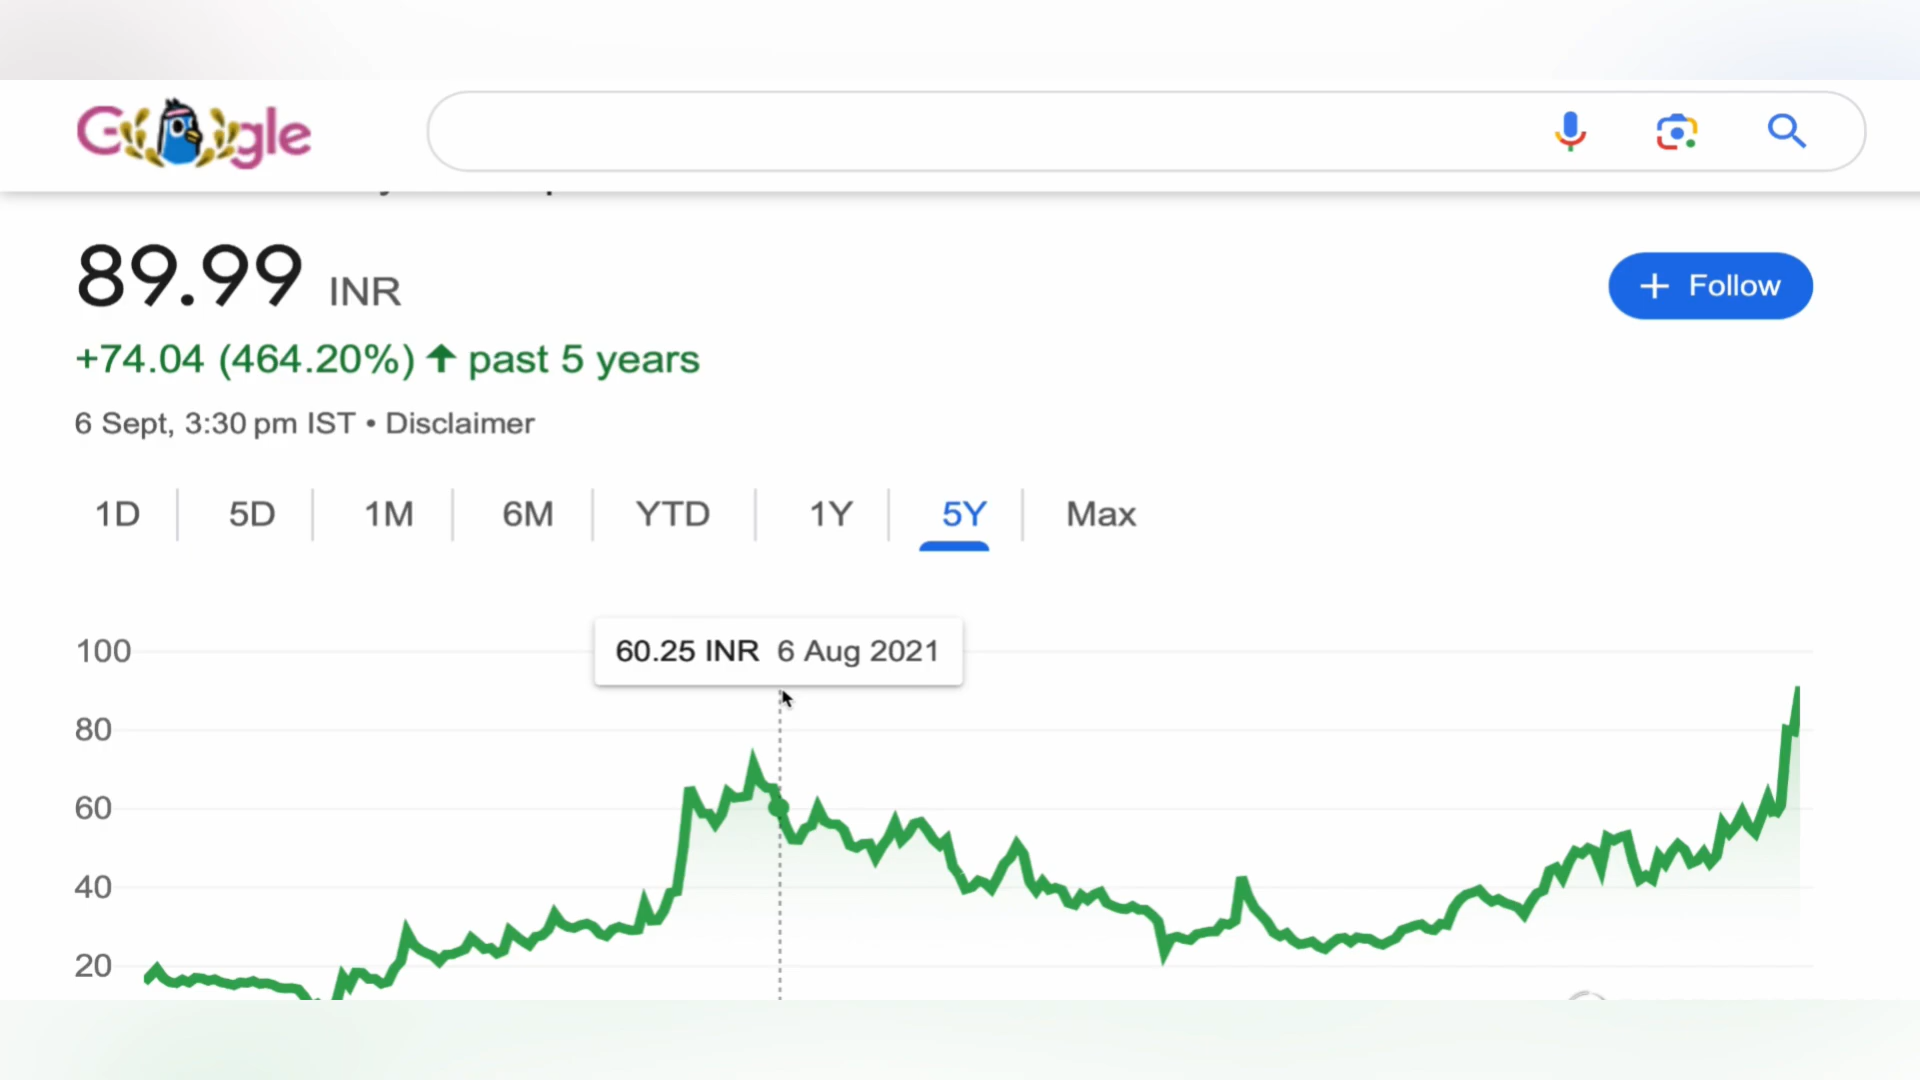 Google
89.99 INR
+ Follow
+74.04 (464.20%) ↑ past 5 years
6 Sept, 3:30 pm IST • Disclaimer
1D 5D 1M 6M YTD 1Y 5Y Max
60.25 INR 6 Aug 2021
100
80
60
40
20